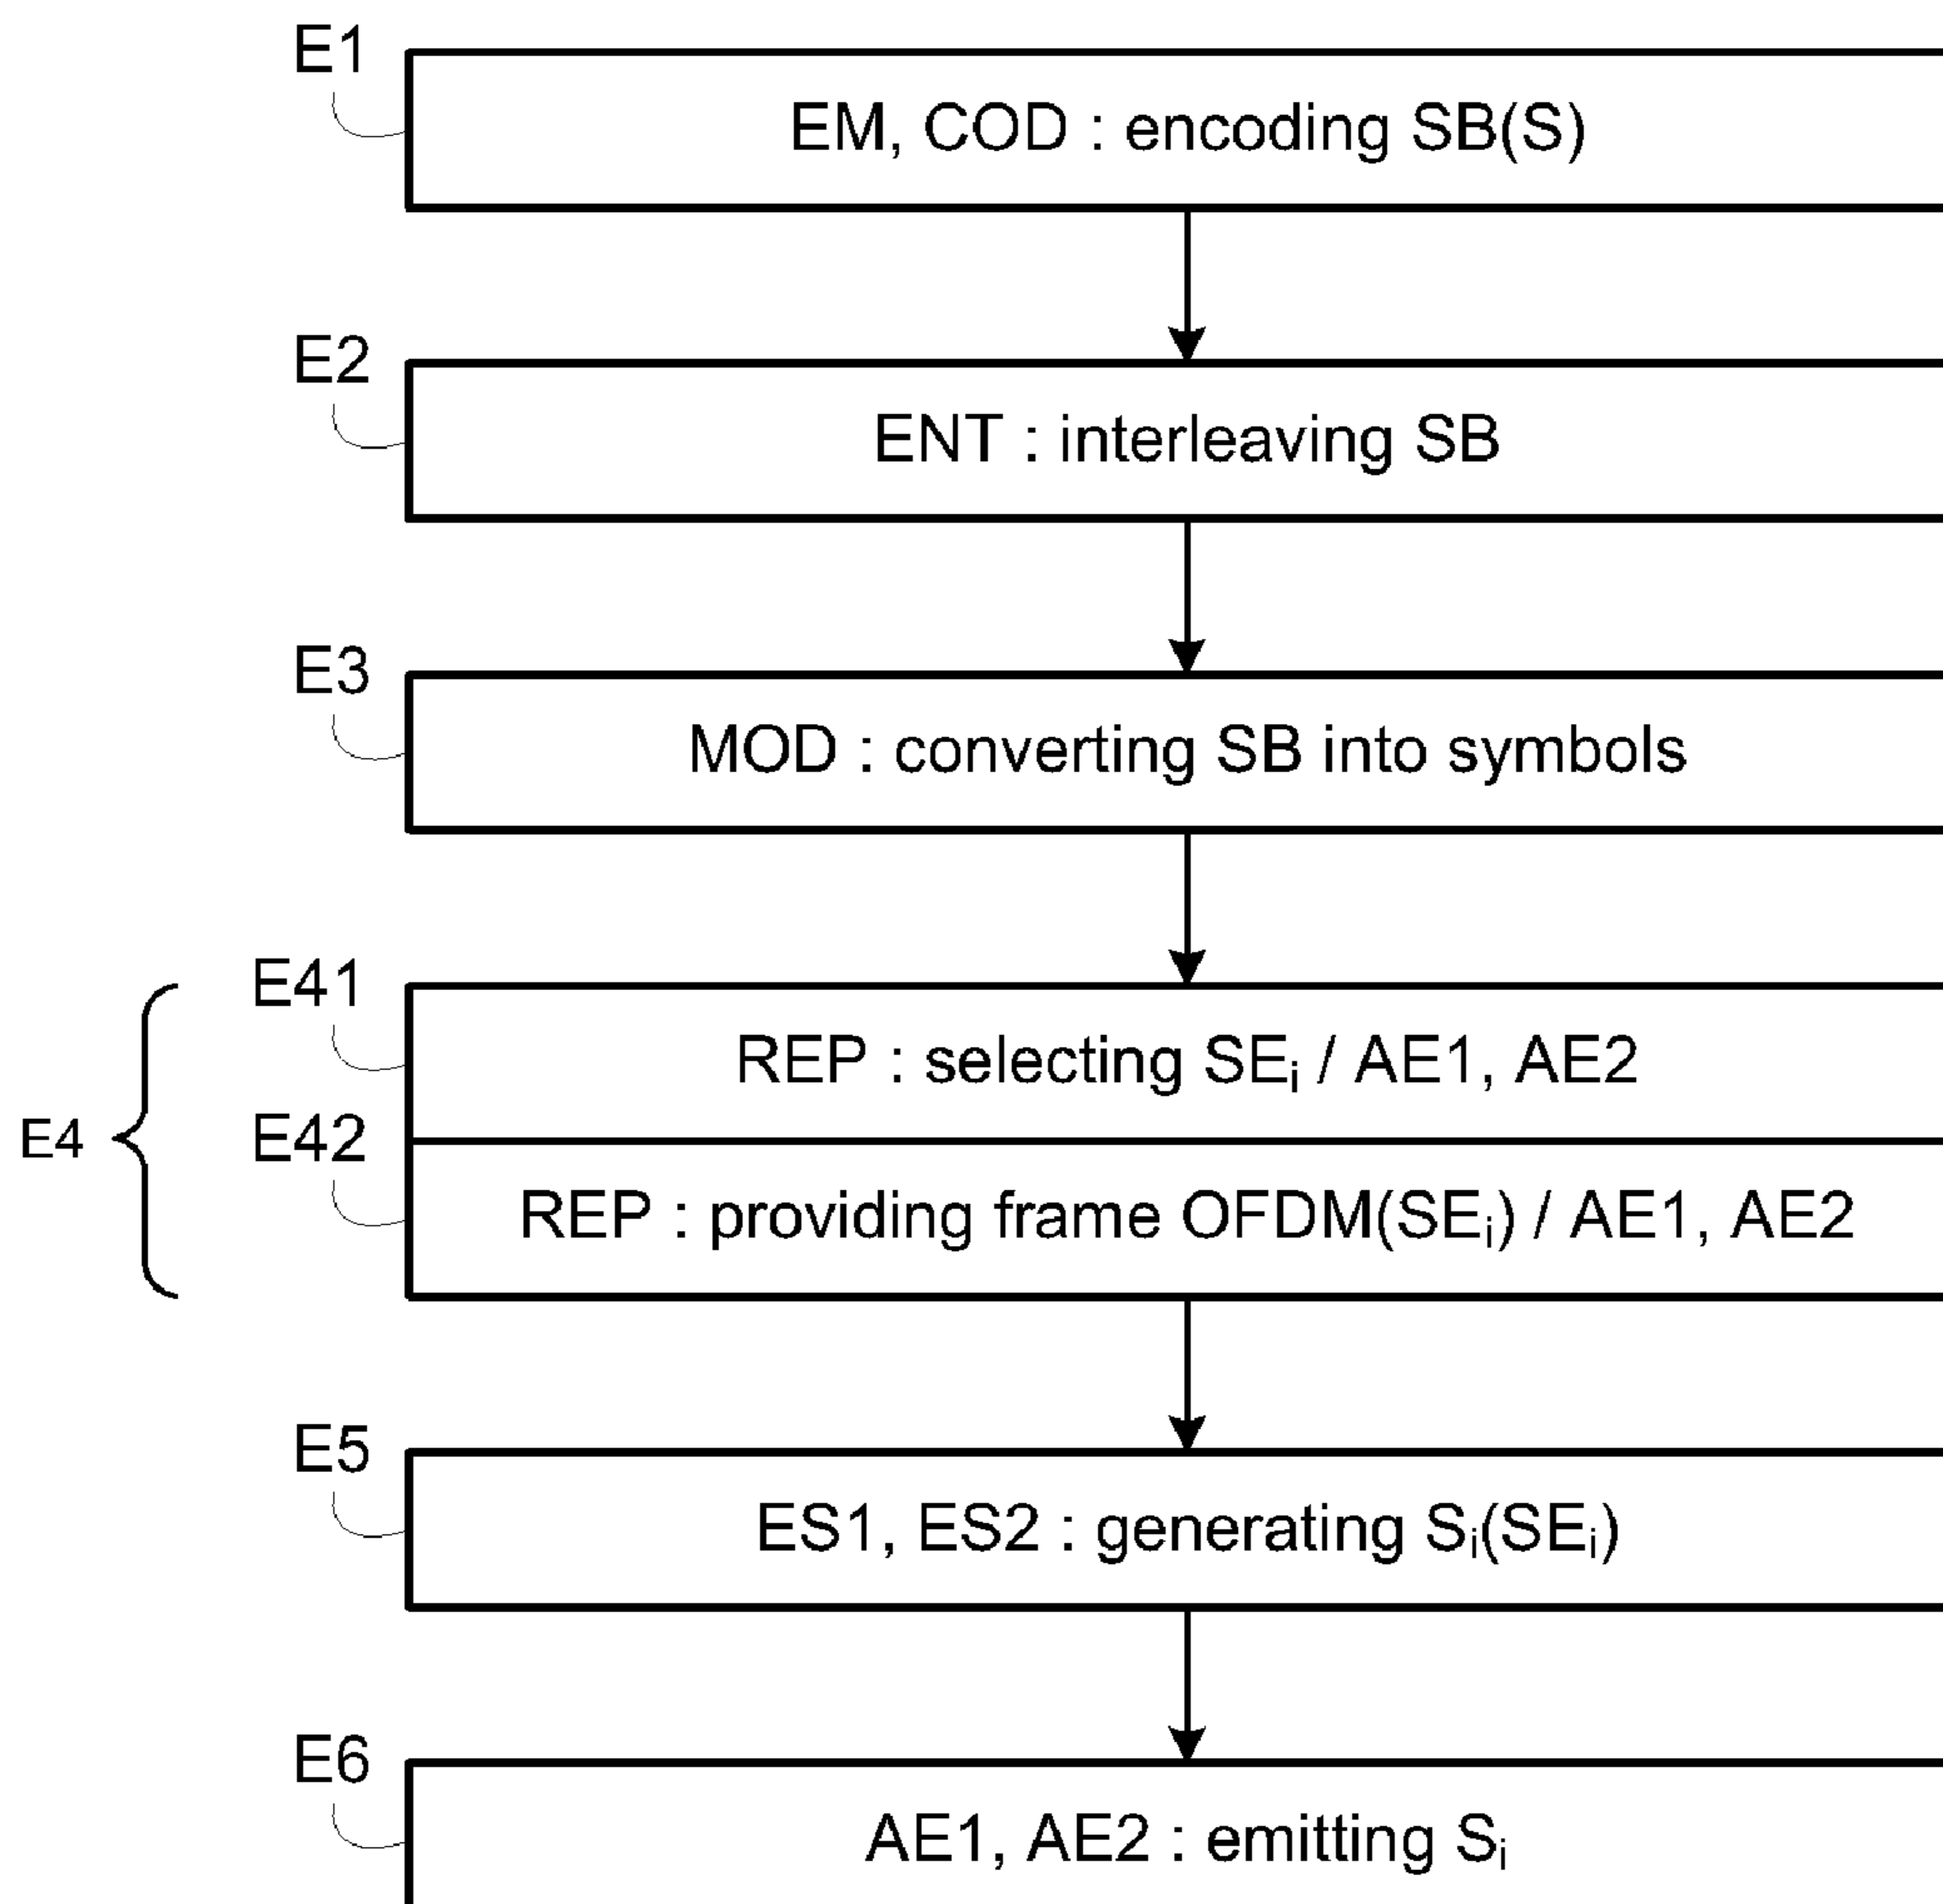 E1
EM, COD : encoding SB(S)
E2
ENT : interleaving SB
E3
MOD : converting SB into symbols
E41
REP : selecting SEi / AE1, AE2
E4
E42
REP : providing frame OFDM(SEi) / AE1, AE2
E5
ES1, ES2 : generating Si(SEi)
E6
AE1, AE2 : emitting Si